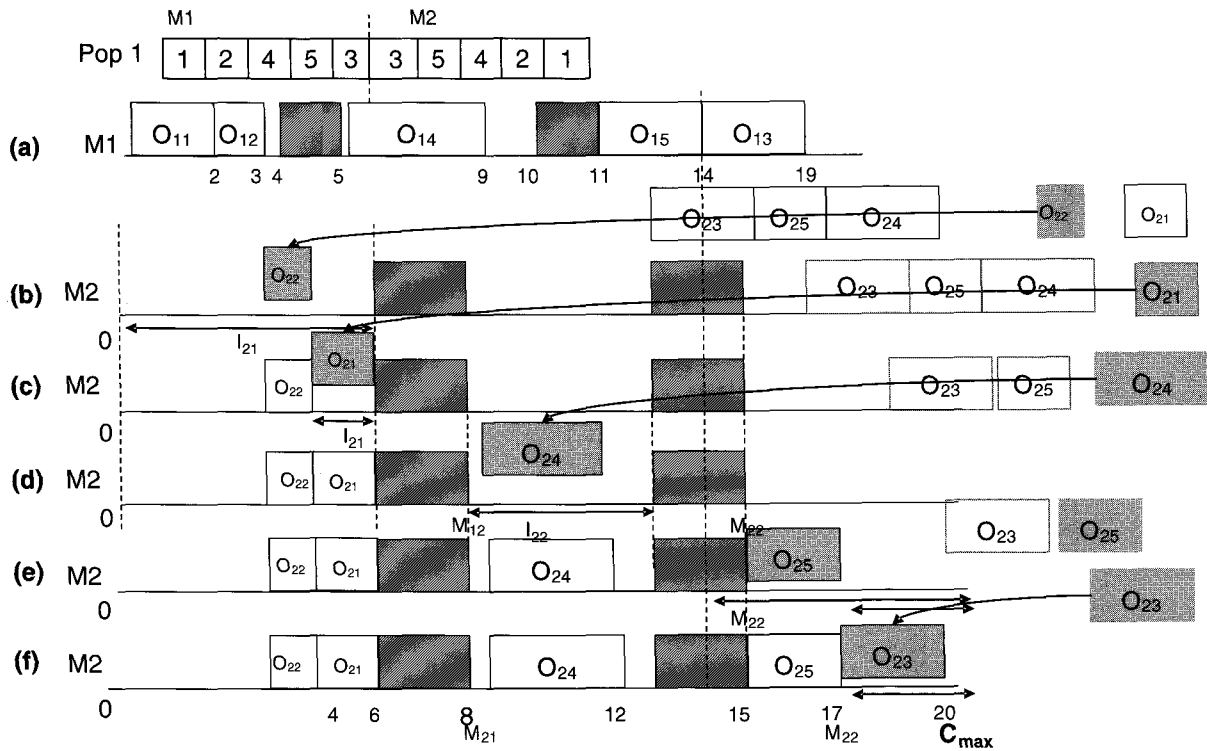 M1 M2
Pop 1 1 2 4 5 3 3 5 4 2 1
(a) M1 O11 O12 O14 O15 O13
2 3 4 5 9 10 11 14 19
O23 O25 O24 O22 O21
O22
(b) M2 O23 O25 O24 O21
0
I21
O21
(c) M2 O22 O23 O25 O24
0
I21
O24
(d) M2 O22 O21
0
M12 I22 M22
O23 O25
(e) M2 O22 O21 O24 O25
0
M22
O23
(f) M2 O22 O21 O24 O25 O23
0 4 6 8 12 15 17 20
M21 M22 Cmax